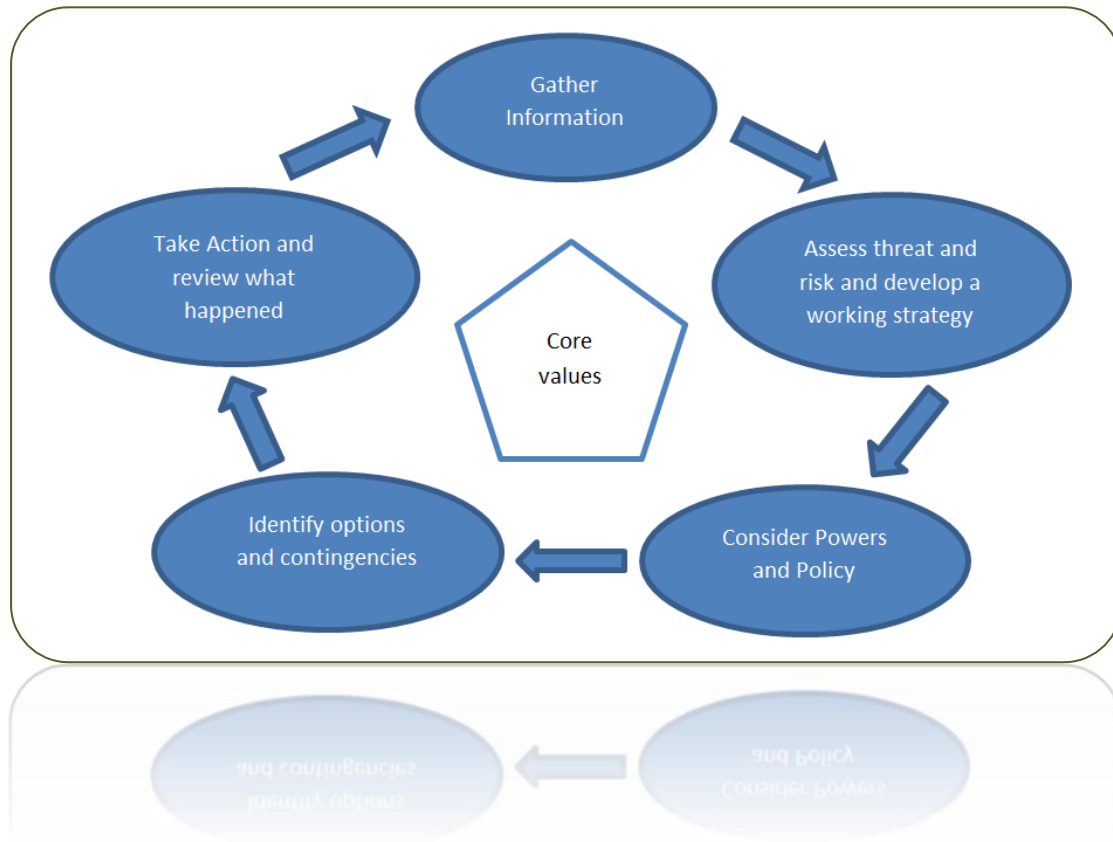 Gather
Information
Assess threat and
risk and develop a
working strategy
Consider Powers
and Policy
Identify options
and contingencies
Take Action and
review what
happened
Core
values